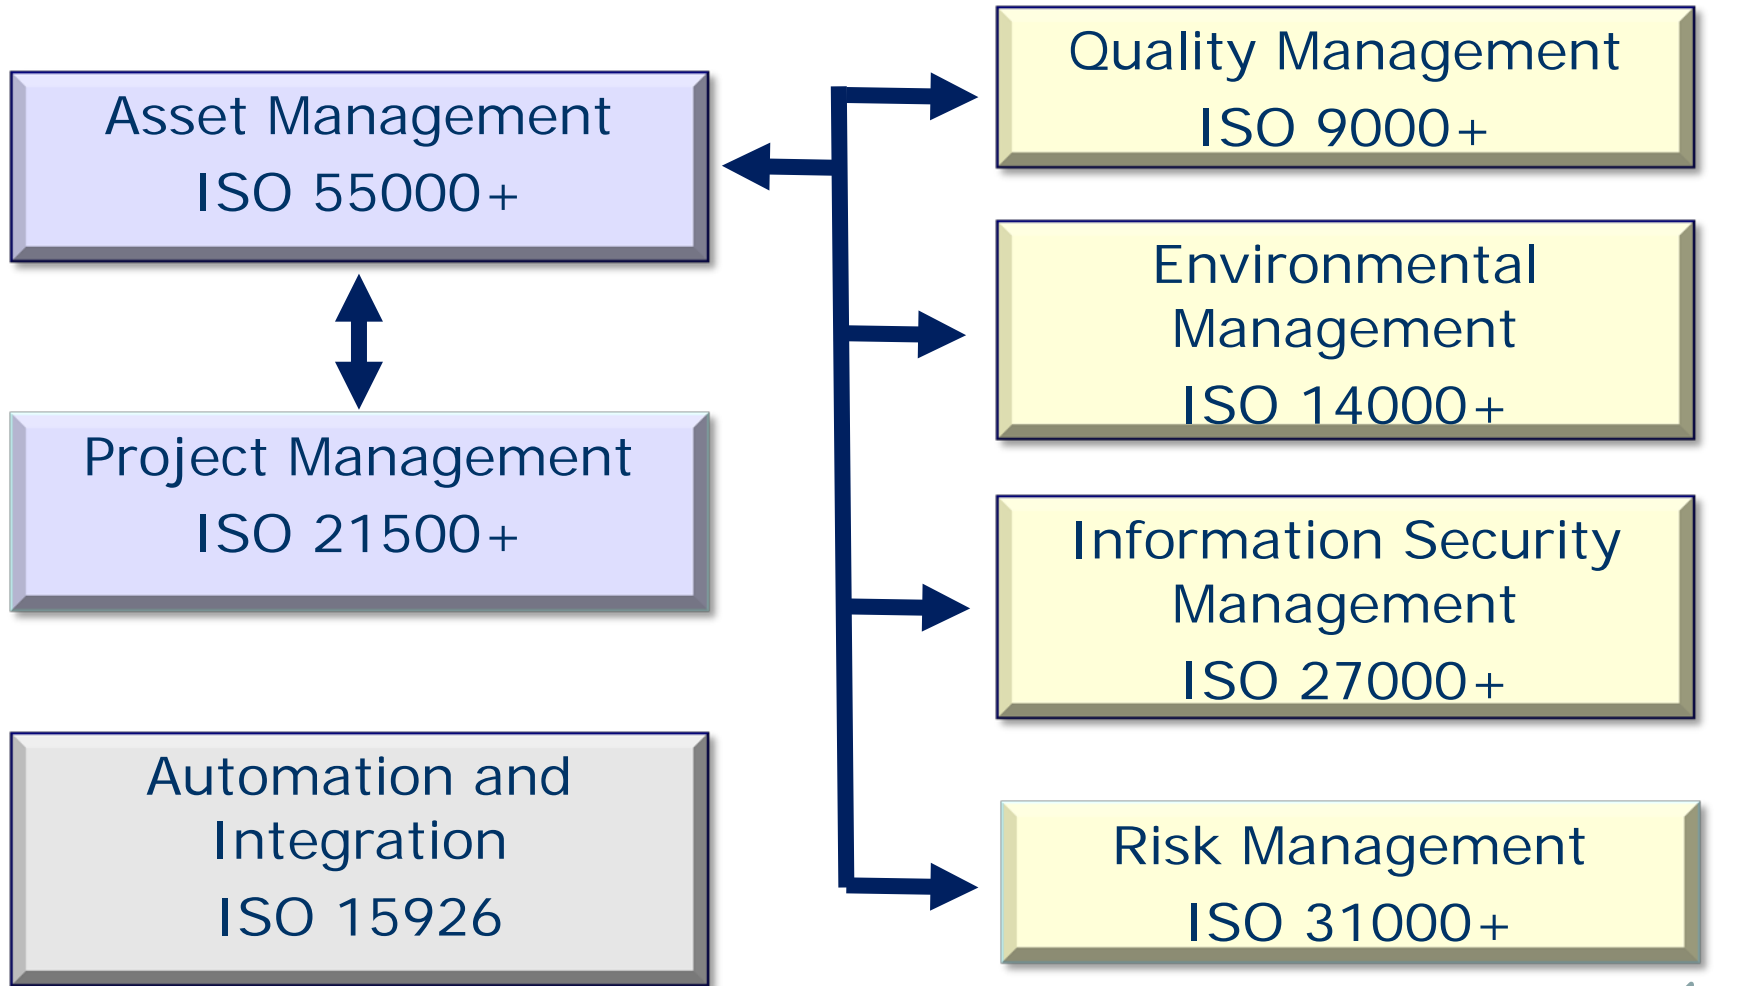 Asset Management
ISO 55000+
Project Management
ISO 21500+
Automation and
Integration
ISO 15926
Quality Management
ISO 9000+
Environmental
Management
ISO 14000+
Information Security
Management
ISO 27000+
Risk Management
ISO 31000+